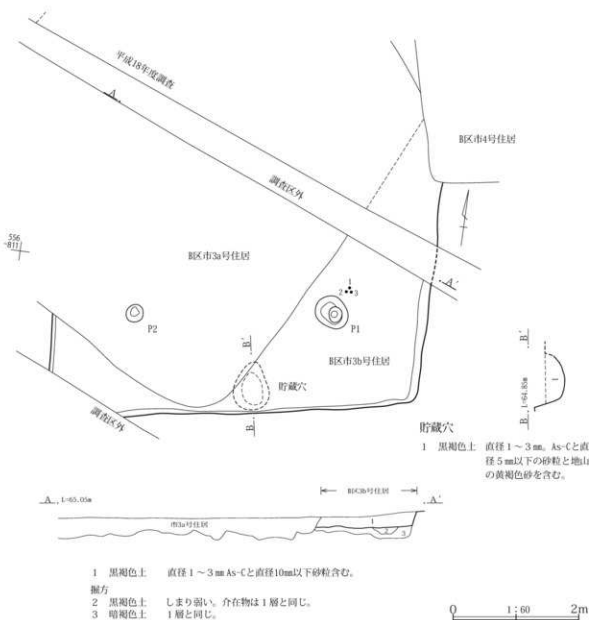 平成18年度調査
A
B区市4号住居
調査区外
556
-811
B区市3a号住居
A'
1
2 3
P2
P1
B'
B'
B区市3b号住居
1
貯蔵穴
L=64.85m
B
B
調査区外
貯蔵穴
1 黒褐色土 直径1~3mm。As-Cと直
径5mm以下の砂粒と地山
の黄褐色砂を含む。
B区3b号住居
A L=65.05m
A'
市3a号住居
1
2
3
1 黒褐色土 直径1~3mm As-Cと直径10mm以下砂粒含む。
掘方
2 黒褐色土 しまり弱い。介在物は1層と同じ。
3 暗褐色土 1層と同じ。
0 1:60 2m